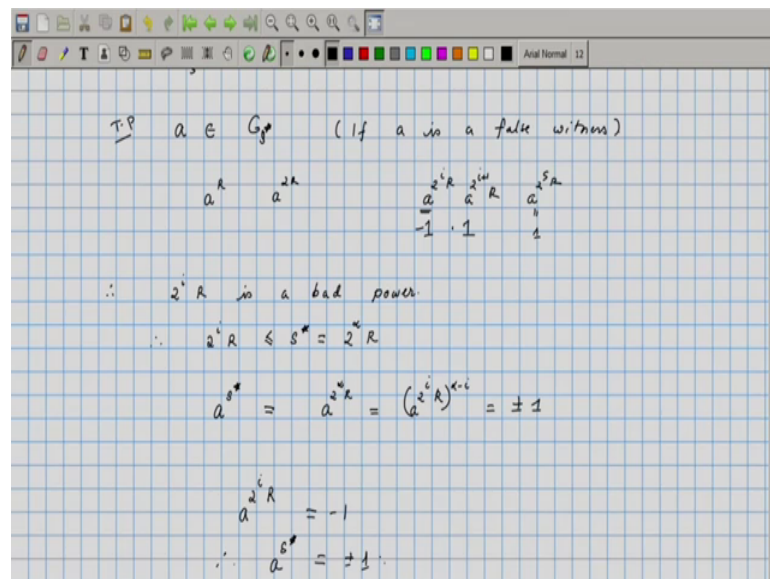 Arial Normal 12
T.P a ∈ G_{s*} (If a is a false witness)
a^{R} a^{2R} a^{2^{i}R} a^{2^{i+1}R} a^{2^{s}R}
-1 . 1 1
∴ 2^{i} R is a bad power.
∴ 2^{i} R ≤ s* = 2^{α} R
a^{s*} = a^{2^{α}R} = (a^{2^{i}R})^{α-i} = ± 1
a^{2^{i}R} = -1
∴ a^{s*} = ± 1.